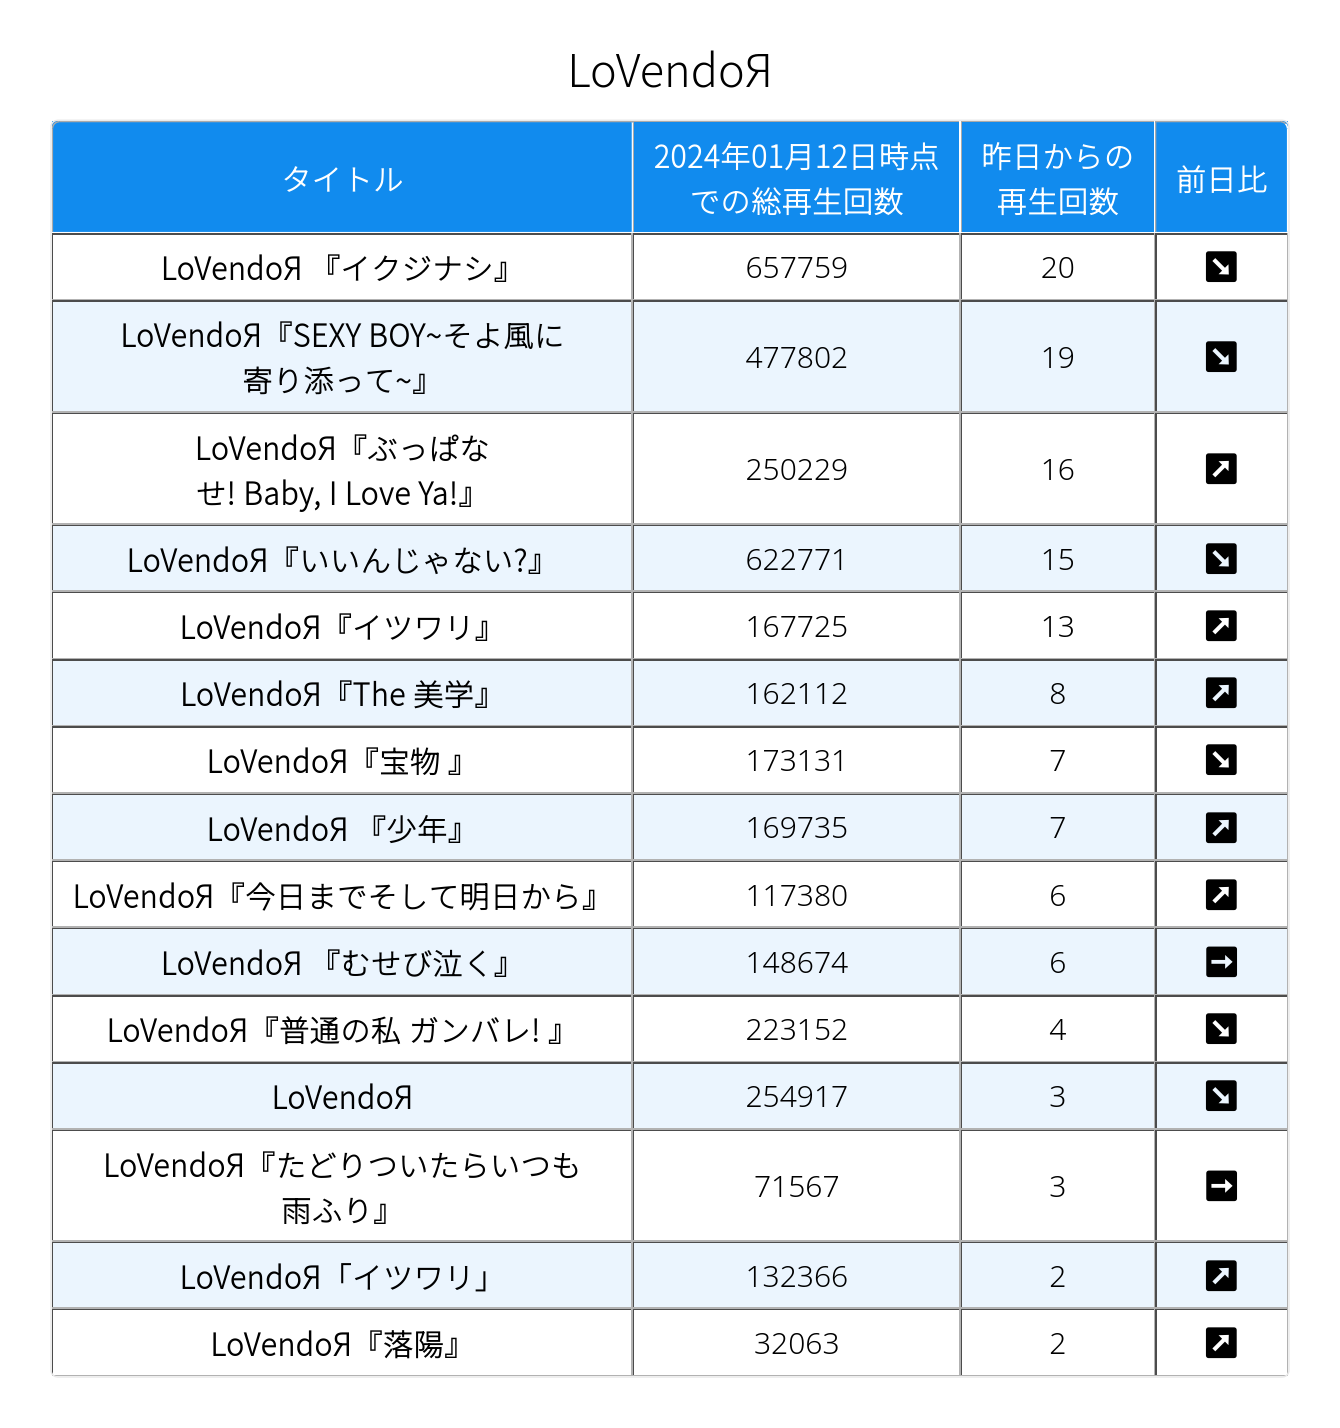 LoVendoЯ
タイトル
2024年01月12日時点
での総再生回数
昨日からの
再生回数
前日比
LoVendoЯ 『イクジナシ』
657759
20
↘
LoVendoЯ『SEXY BOY~そよ風に
寄り添って~』
477802
19
↘
LoVendoЯ『ぶっぱな
せ! Baby, I Love Ya!』
250229
16
↗
LoVendoЯ『いいんじゃない?』
622771
15
↘
LoVendoЯ『イツワリ』
167725
13
↗
LoVendoЯ『The 美学』
162112
8
↗
LoVendoЯ『宝物 』
173131
7
↘
LoVendoЯ 『少年』
169735
7
↗
LoVendoЯ『今日までそして明日から』
117380
6
↗
LoVendoЯ 『むせび泣く』
148674
6
→
LoVendoЯ『普通の私 ガンバレ! 』
223152
4
↘
LoVendoЯ
254917
3
↘
LoVendoЯ『たどりついたらいつも
雨ふり』
71567
3
→
LoVendoЯ「イツワリ」
132366
2
↗
LoVendoЯ『落陽』
32063
2
↗